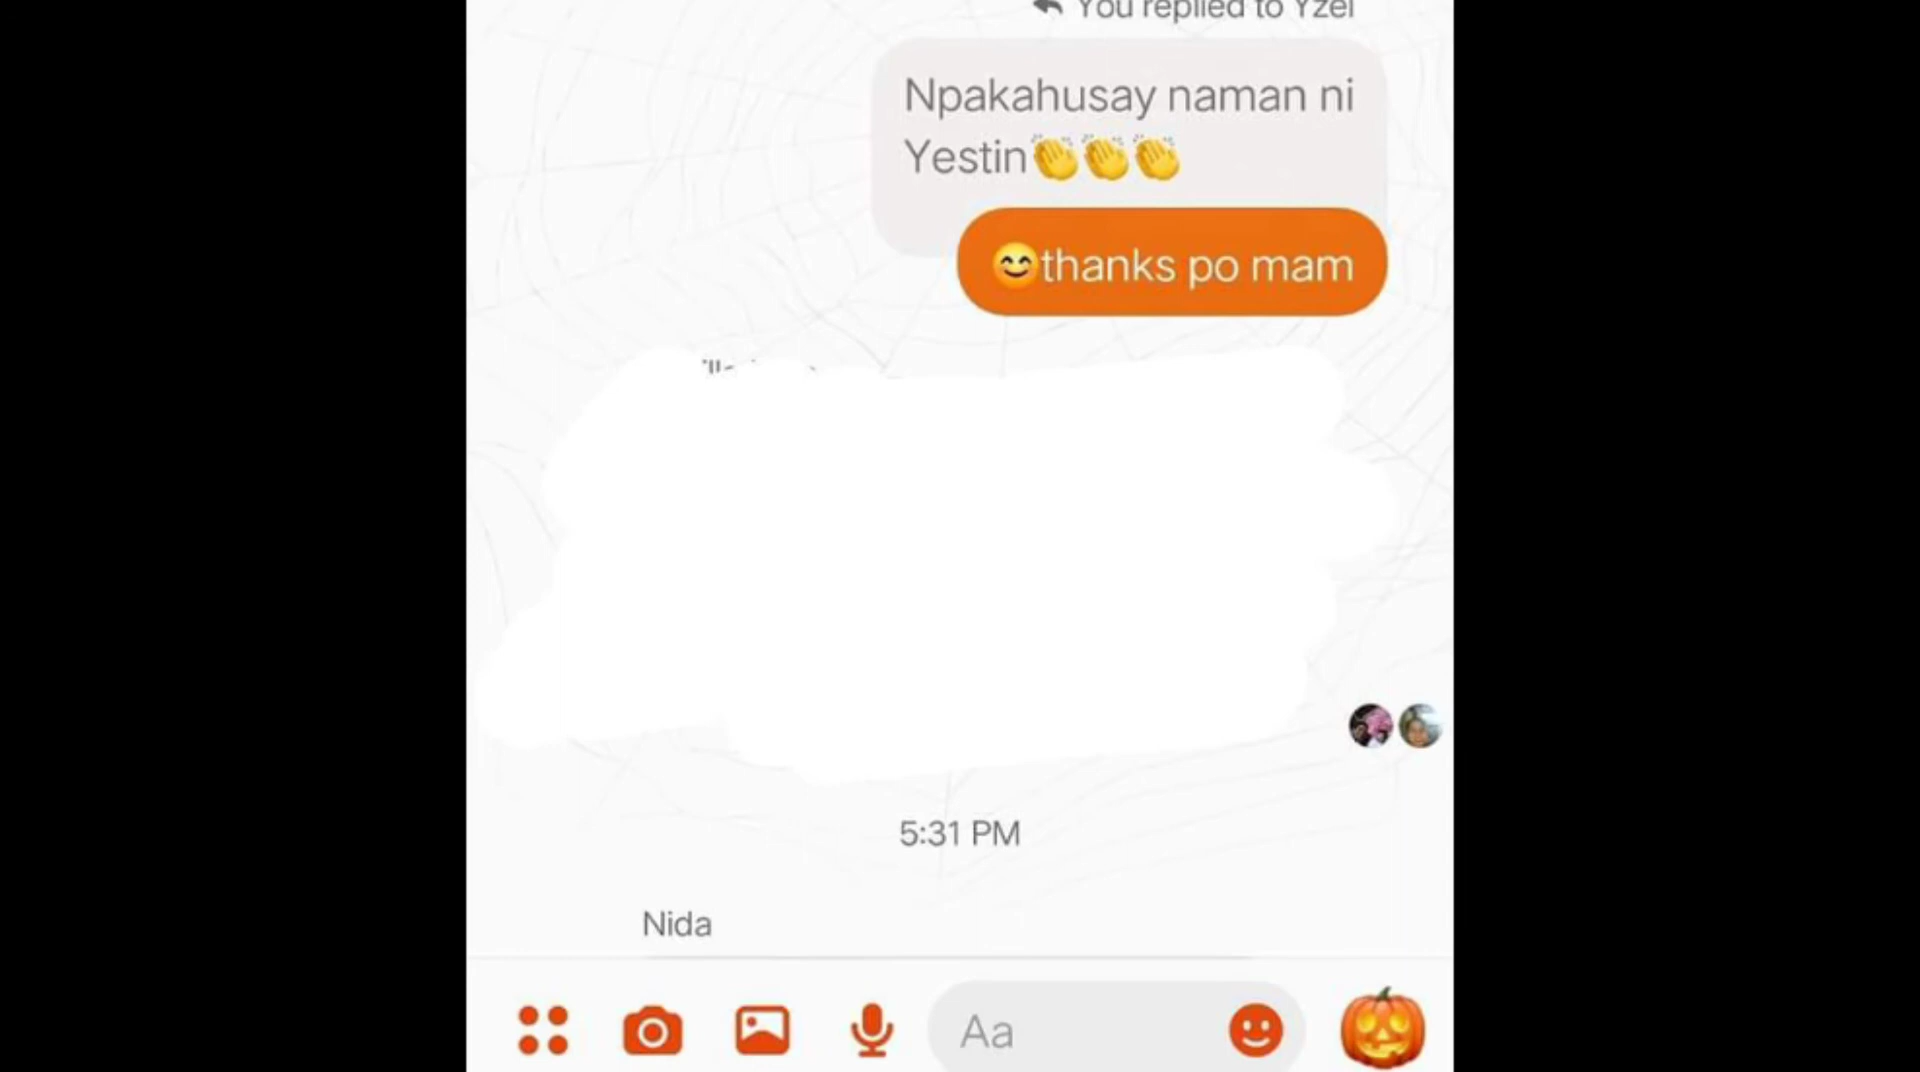 You replied to Yzel
Npakahusay naman ni
Yestin👏👏👏
😊thanks po mam
5:31 PM
Nida
Aa